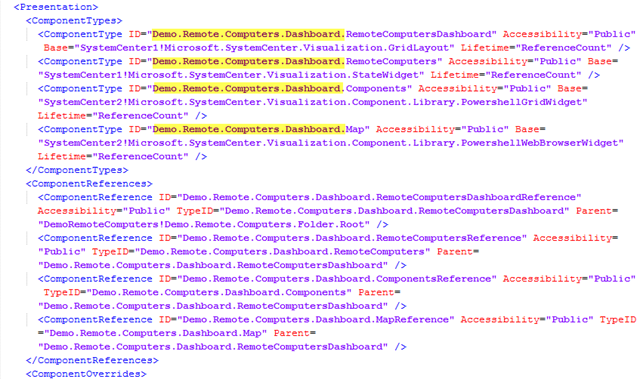 <Presentation>
<ComponentTypes>
<ComponentType ID="Demo.Remote.Computers.Dashboard.RemoteComputersDashboard" Accessibility="Public"
Base="SystemCenter1!Microsoft.SystemCenter.Visualization.GridLayout" Lifetime="ReferenceCount" />
<ComponentType ID="Demo.Remote.Computers.Dashboard.RemoteComputers" Accessibility="Public" Base=
"SystemCenter1!Microsoft.SystemCenter.Visualization.StateWidget" Lifetime="ReferenceCount" />
<ComponentType ID="Demo.Remote.Computers.Dashboard.Components" Accessibility="Public" Base=
"SystemCenter2!Microsoft.SystemCenter.Visualization.Component.Library.PowershellGridWidget"
Lifetime="ReferenceCount" />
<ComponentType ID="Demo.Remote.Computers.Dashboard.Map" Accessibility="Public" Base=
"SystemCenter2!Microsoft.SystemCenter.Visualization.Component.Library.PowershellWebBrowserWidget"
Lifetime="ReferenceCount" />
</ComponentTypes>
<ComponentReferences>
<ComponentReference ID="Demo.Remote.Computers.Dashboard.RemoteComputersDashboardReference"
Accessibility="Public" TypeID="Demo.Remote.Computers.Dashboard.RemoteComputersDashboard" Parent=
"DemoRemoteComputers!Demo.Remote.Computers.Folder.Root" />
<ComponentReference ID="Demo.Remote.Computers.Dashboard.RemoteComputersReference" Accessibility=
"Public" TypeID="Demo.Remote.Computers.Dashboard.RemoteComputers" Parent=
"Demo.Remote.Computers.Dashboard.RemoteComputersDashboard" />
<ComponentReference ID="Demo.Remote.Computers.Dashboard.ComponentsReference" Accessibility="Public"
TypeID="Demo.Remote.Computers.Dashboard.Components" Parent=
"Demo.Remote.Computers.Dashboard.RemoteComputersDashboard" />
<ComponentReference ID="Demo.Remote.Computers.Dashboard.MapReference" Accessibility="Public" TypeID
="Demo.Remote.Computers.Dashboard.Map" Parent=
"Demo.Remote.Computers.Dashboard.RemoteComputersDashboard" />
</ComponentReferences>
<ComponentOverrides>